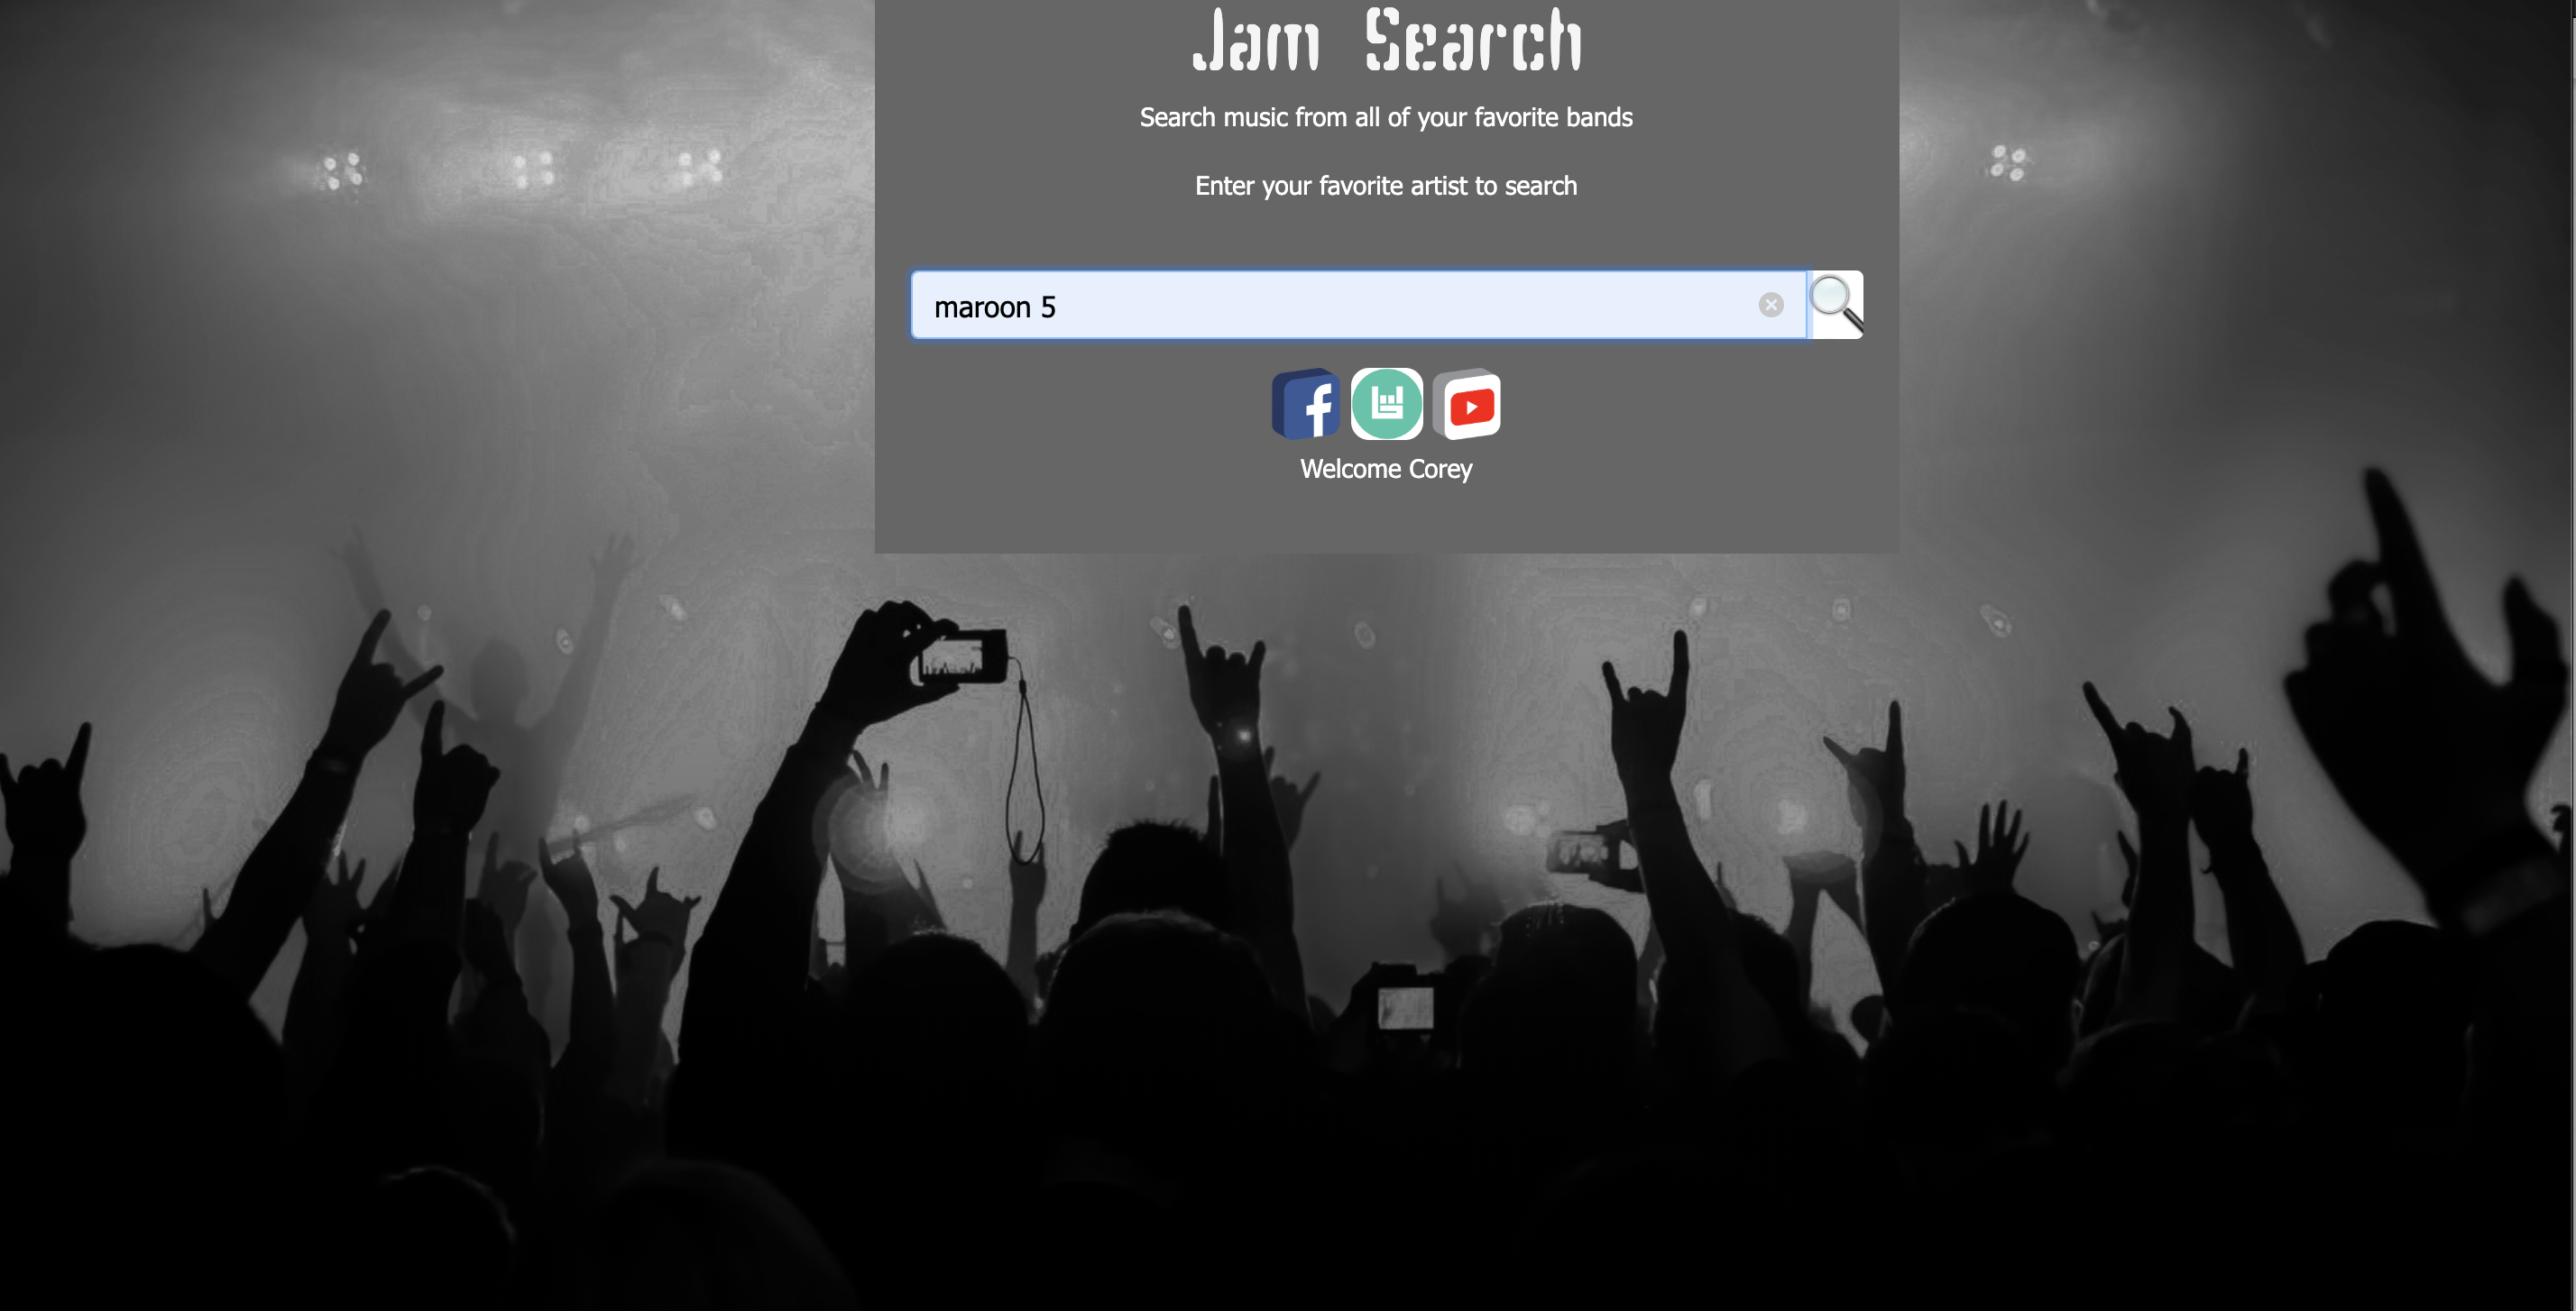 Jam Search
Search music from all of your favorite bands
Enter your favorite artist to search
maroon 5
Welcome Corey